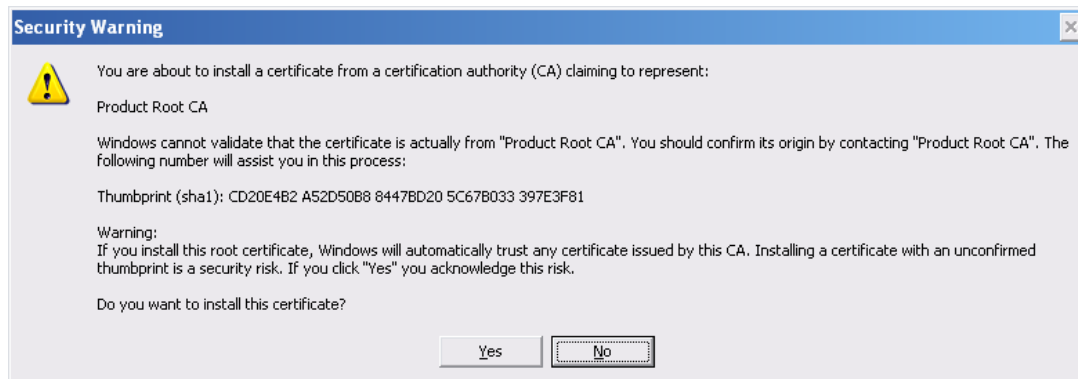 Security Warning
You are about to install a certificate from a certification authority (CA) claiming to represent:
Product Root CA
Windows cannot validate that the certificate is actually from "Product Root CA". You should confirm its origin by contacting "Product Root CA". The
following number will assist you in this process:
Thumbprint (sha1): CD20E4B2 A52D50B8 8447BD20 5C67B033 397E3F81
Warning:
If you install this root certificate, Windows will automatically trust any certificate issued by this CA. Installing a certificate with an unconfirmed
thumbprint is a security risk. If you click "Yes" you acknowledge this risk.
Do you want to install this certificate?
Yes No